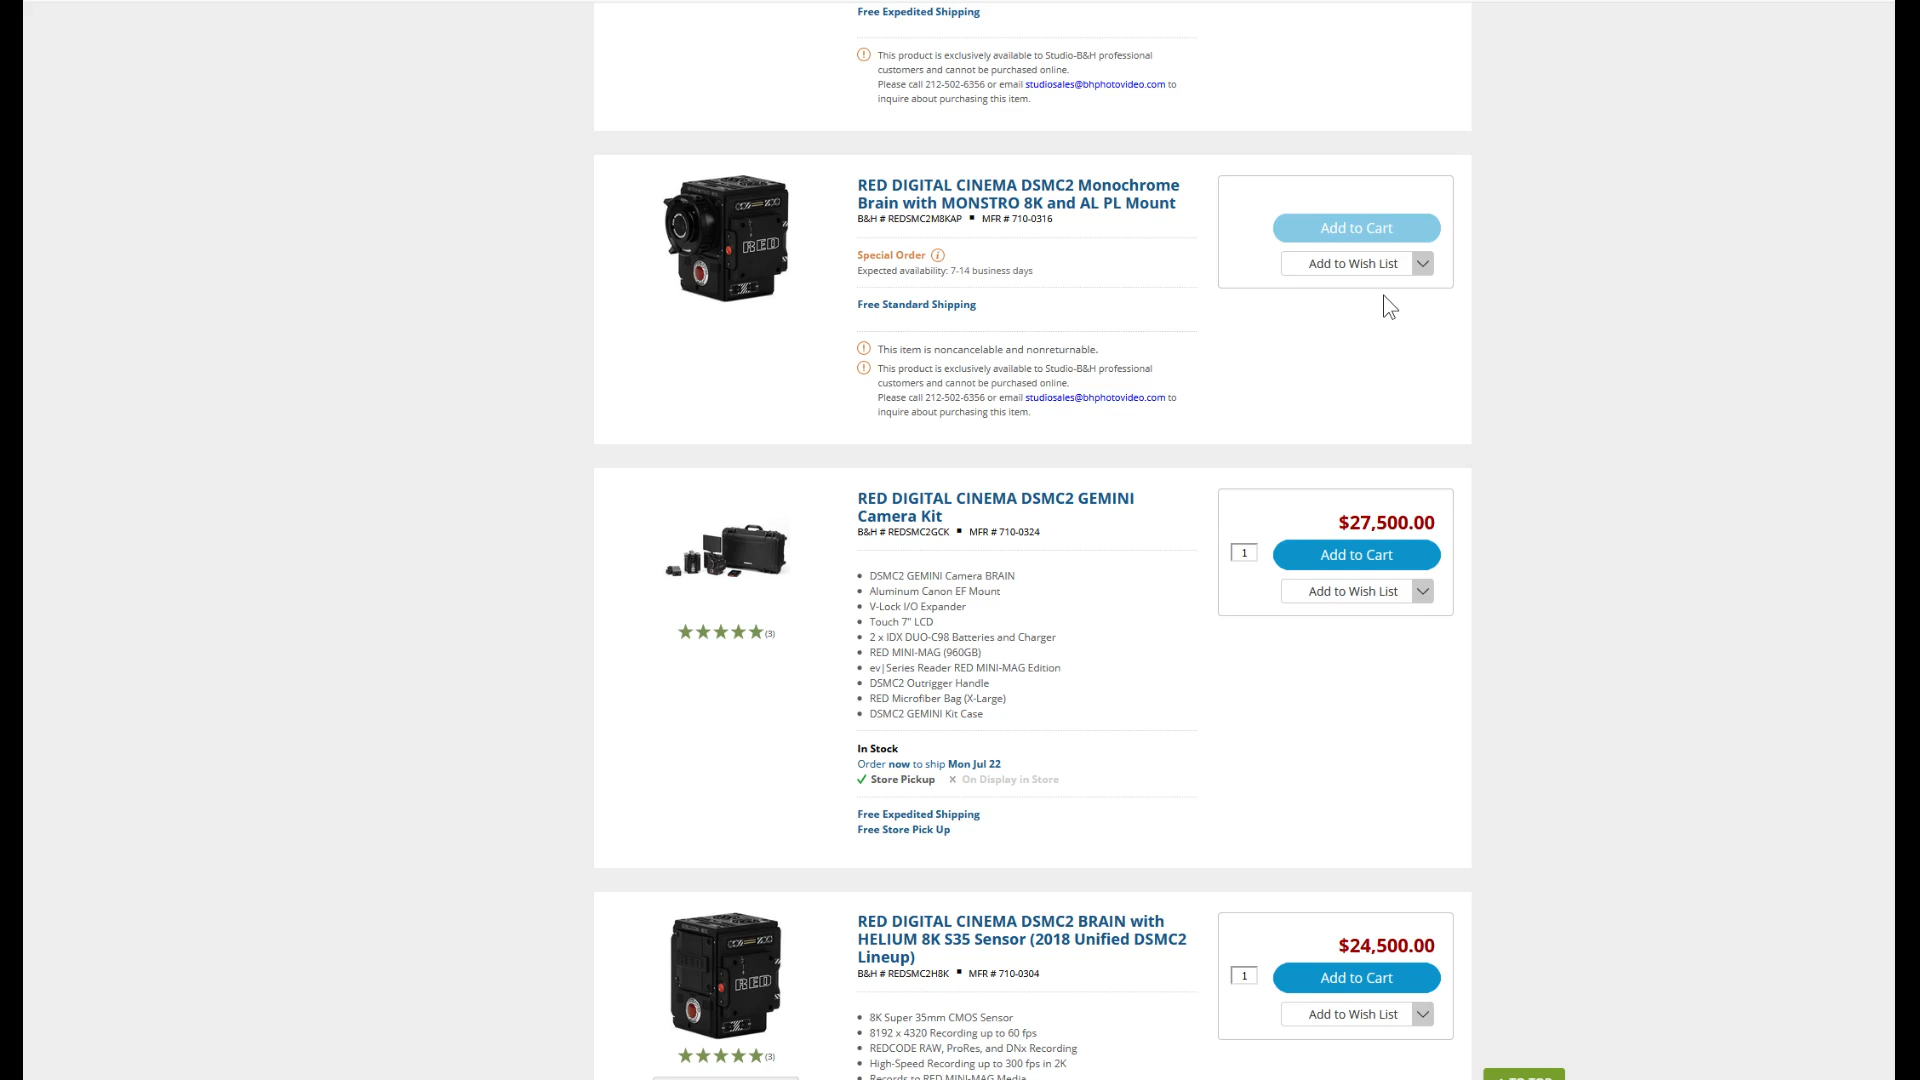 Free Expedited Shipping
This product is exclusively available to Studio-B&H professional
customers and cannot be purchased online.
Please call 212-502-6356 or email studiosales@bhphotovideo.com to
inquire about purchasing this item.
RED DIGITAL CINEMA DSMC2 Monochrome
Brain with MONSTRO 8K and AL PL Mount
B&H # REDSMC2M8KAP ■ MFR # 710-0316
Special Order
Expected availability: 7-14 business days
Free Standard Shipping
This item is noncancelable and nonreturnable.
This product is exclusively available to Studio-B&H professional
customers and cannot be purchased online.
Please call 212-502-6356 or email studiosales@bhphotovideo.com to
inquire about purchasing this item.
Add to Cart
Add to Wish List
RED
RED DIGITAL CINEMA DSMC2 GEMINI
Camera Kit
B&H # REDSMC2GCK ■ MFR # 710-0324
• DSMC2 GEMINI Camera BRAIN
• Aluminum Canon EF Mount
• V-Lock I/O Expander
• Touch 7" LCD
• 2 x IDX DUO-C98 Batteries and Charger
• RED MINI-MAG (960GB)
• ev|Series Reader RED MINI-MAG Edition
• DSMC2 Outrigger Handle
• RED Microfiber Bag (X-Large)
• DSMC2 GEMINI Kit Case
In Stock
Order now to ship Mon Jul 22
Store Pickup × On Display in Store
Free Expedited Shipping
Free Store Pick Up
(3)
$27,500.00
1
Add to Cart
Add to Wish List
RED DIGITAL CINEMA DSMC2 BRAIN with
HELIUM 8K S35 Sensor (2018 Unified DSMC2
Lineup)
B&H # REDSMC2H8K ■ MFR # 710-0304
• 8K Super 35mm CMOS Sensor
• 8192 x 4320 Recording up to 60 fps
• REDCODE RAW, ProRes, and DNx Recording
• High-Speed Recording up to 300 fps in 2K
• Records to RED MINI-MAG Media
RED
(3)
$24,500.00
1
Add to Cart
Add to Wish List